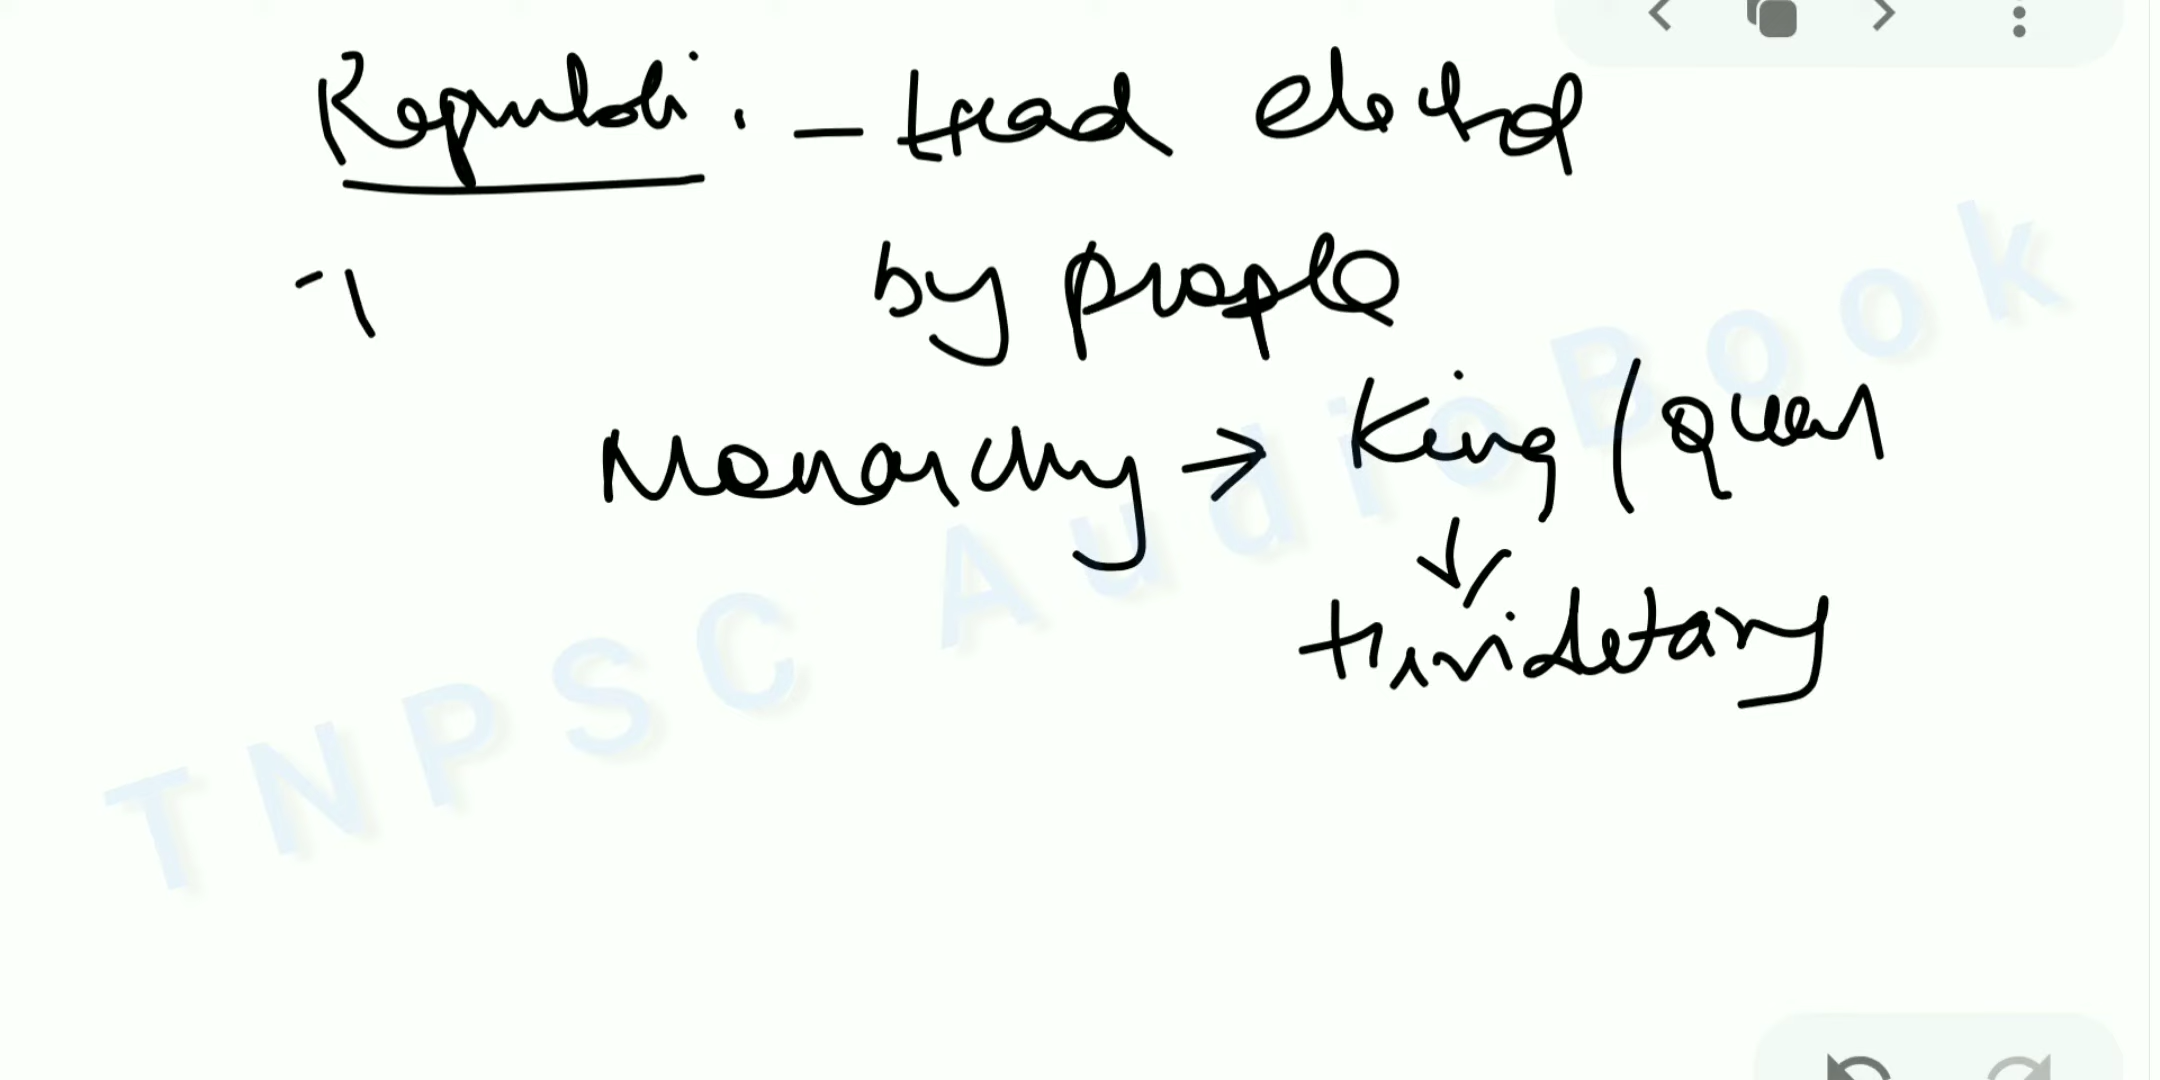 Republic. - Head elected
by people
Monarchy → King / Queen
↓
Hereditary
TNPSC AudioBook